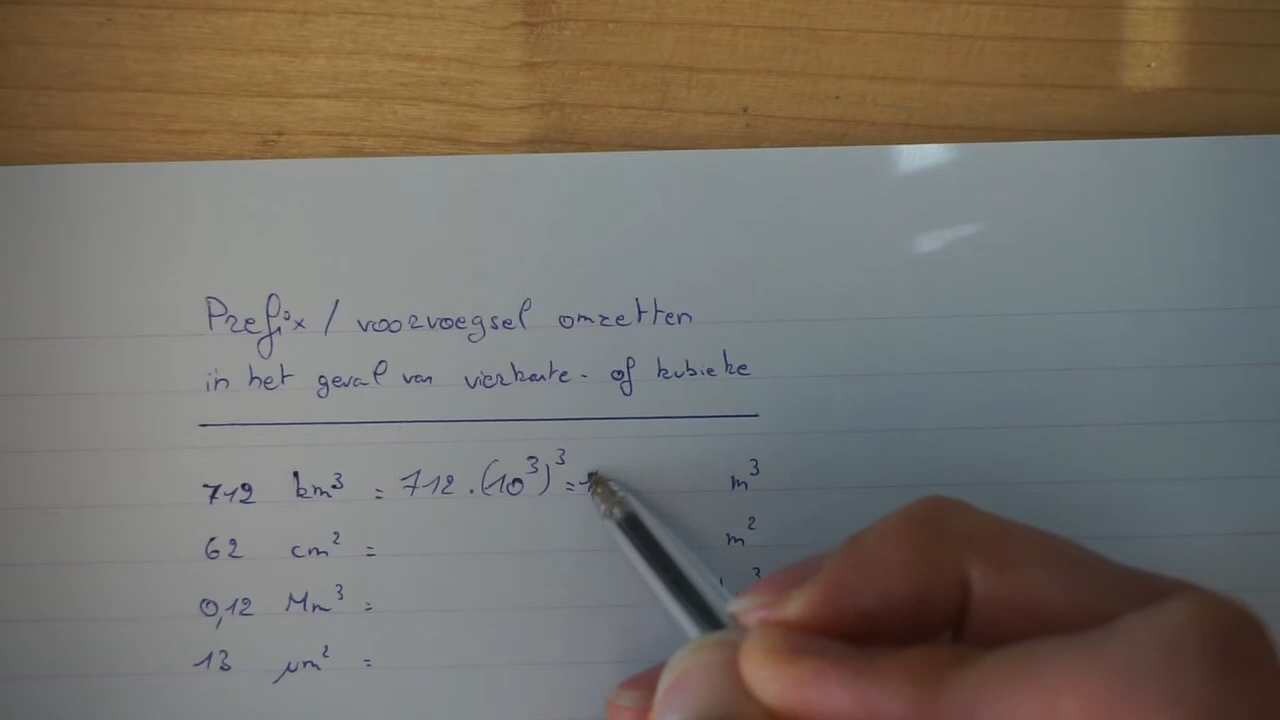 Prefix / voorvoegsel omzetten
in het geval van vierkante - of kubieke
712 km³ = 712 . (10³)³ = m³
62 cm² = m²
0,12 Mm³ = ³
13 µm² =